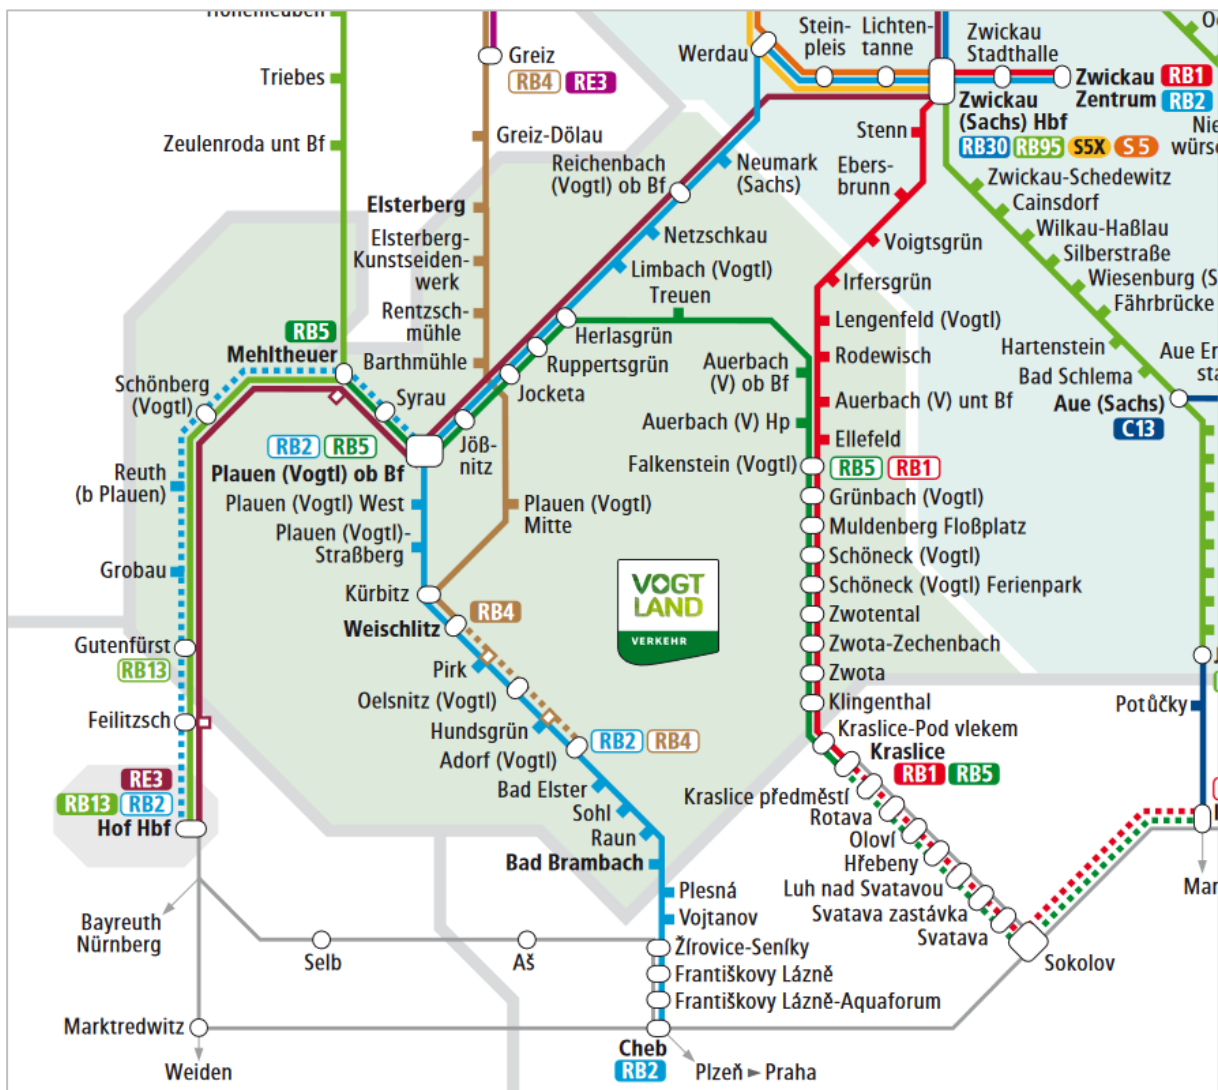 Hohenleuben
Triebes
Zeulenroda unt Bf
Greiz
RB4 RE3
Greiz-Dölau
Elsterberg
Elsterberg-
Kunstseiden-
werk
Rentzsch-
mühle
Barthmühle
Werdau
Stein-
pleis
Lichten-
tanne
Zwickau
Stadthalle
Zwickau
Zentrum
RB1
RB2
Zwickau
(Sachs) Hbf
RB30 RB95 S5X S5
Stenn
Ebers-
brunn
Voigtsgrün
Irfersgrün
Lengenfeld (Vogtl)
Rodewisch
Auerbach (V) unt Bf
Ellefeld
Reichenbach
(Vogtl) ob Bf
Neumark
(Sachs)
Netzschkau
Limbach (Vogtl)
Treuen
Herlasgrün
Ruppertsgrün
Jocketa
Jöß-
nitz
Auerbach
(V) ob Bf
Auerbach (V) Hp
Falkenstein (Vogtl)
RB5 RB1
Grünbach (Vogtl)
Muldenberg Floßplatz
Schöneck (Vogtl)
Schöneck (Vogtl) Ferienpark
Zwotental
Zwota-Zechenbach
Zwota
Klingenthal
Kraslice-Pod vlekem
Kraslice
RB1 RB5
Kraslice předměstí
Rotava
Oloví
Hřebeny
Luh nad Svatavou
Svatava zastávka
Svatava
Sokolov
Zwickau-Schedewitz
Cainsdorf
Wilkau-Haßlau
Silberstraße
Wiesenburg (S
Fährbrücke
Hartenstein
Bad Schlema
Aue (Sachs)
C13
Aue Er
sta
Nie
würs
Potůčky
Mar
RB5
Mehltheuer
Schönberg
(Vogtl)
Syrau
RB2 RB5
Plauen (Vogtl) ob Bf
Reuth
(b Plauen)
Grobau
Gutenfürst
RB13
Feilitzsch
RE3
RB13 RB2
Hof Hbf
Plauen (Vogtl) West
Plauen (Vogtl)-
Straßberg
Plauen (Vogtl)
Mitte
Kürbitz
RB4
Weischlitz
Pirk
Oelsnitz (Vogtl)
Hundsgrün
Adorf (Vogtl)
RB2 RB4
Bad Elster
Sohl
Raun
Bad Brambach
Plesná
Vojtanov
Žírovice-Seníky
Františkovy Lázně
Františkovy Lázně-Aquaforum
Cheb
RB2
Plzeň ► Praha
VOGT
LAND
VERKEHR
Bayreuth
Nürnberg
Selb
Aš
Marktredwitz
Weiden